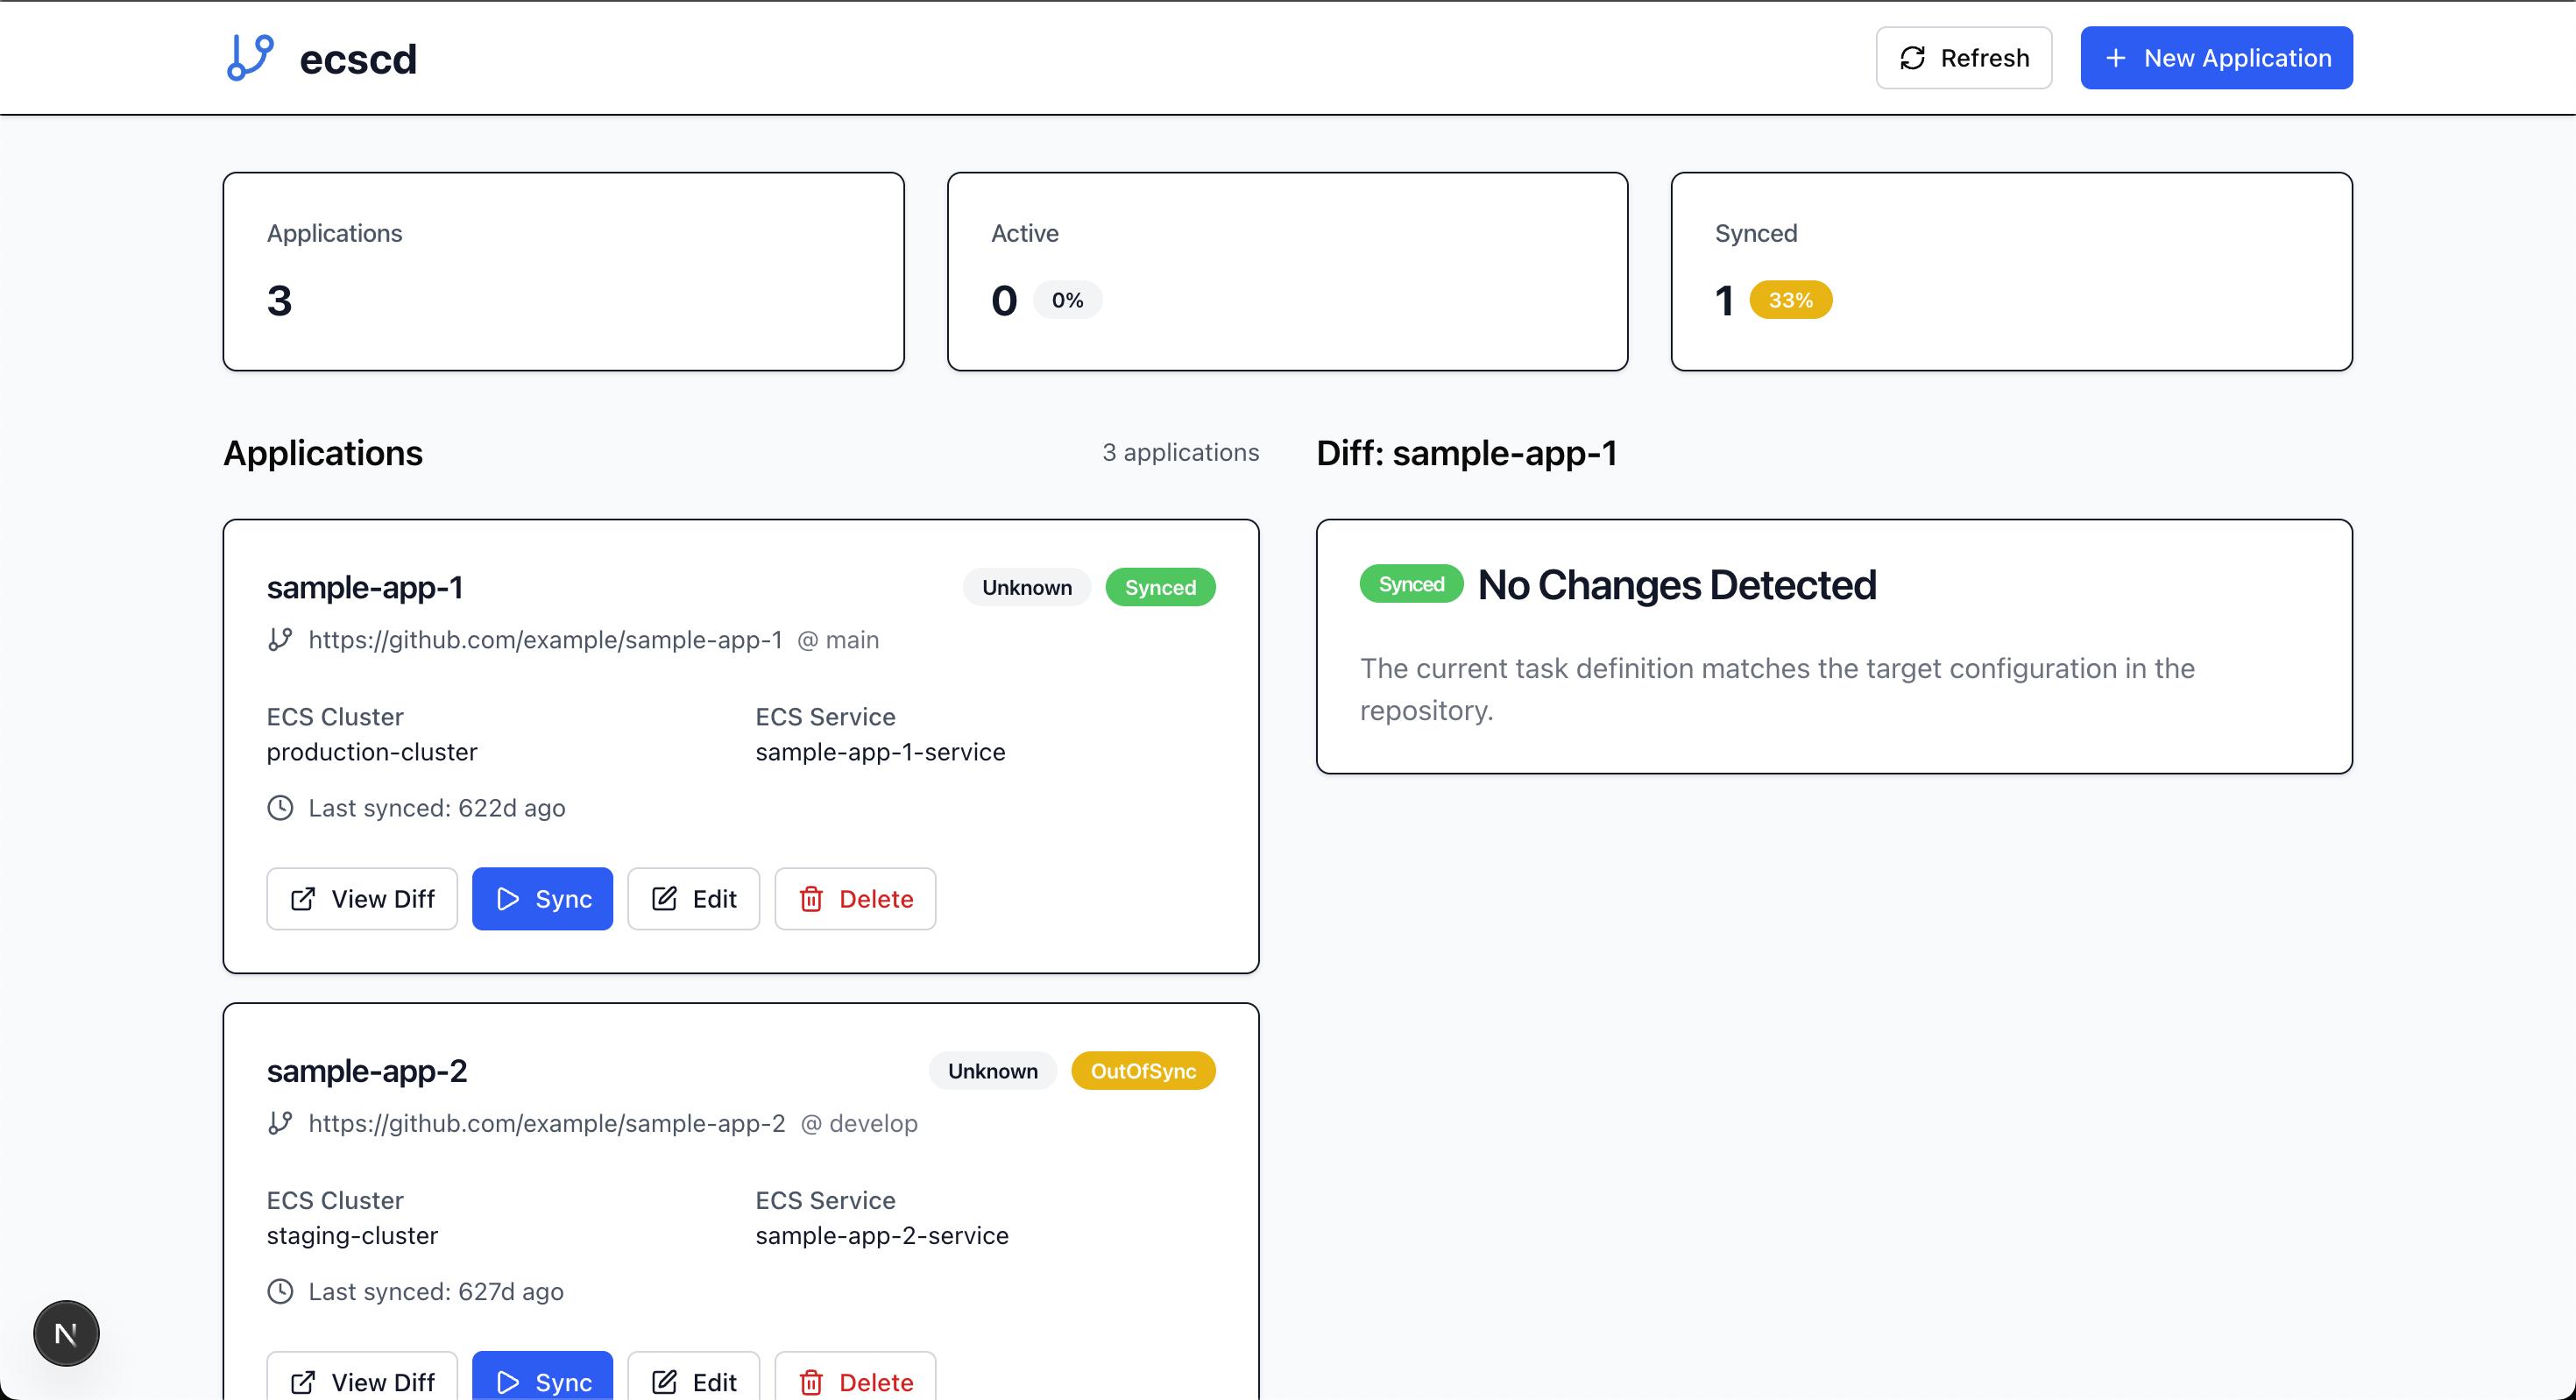 ecscd
Refresh
New Application
Applications
3
Active
0 0%
Synced
1 33%
Applications
3 applications
sample-app-1
Unknown Synced
https://github.com/example/sample-app-1 @ main
ECS Cluster
production-cluster
ECS Service
sample-app-1-service
Last synced: 622d ago
View Diff
Sync
Edit
Delete
sample-app-2
Unknown OutOfSync
https://github.com/example/sample-app-2 @ develop
ECS Cluster
staging-cluster
ECS Service
sample-app-2-service
Last synced: 627d ago
View Diff
Sync
Edit
Delete
Diff: sample-app-1
Synced No Changes Detected
The current task definition matches the target configuration in the
repository.
N